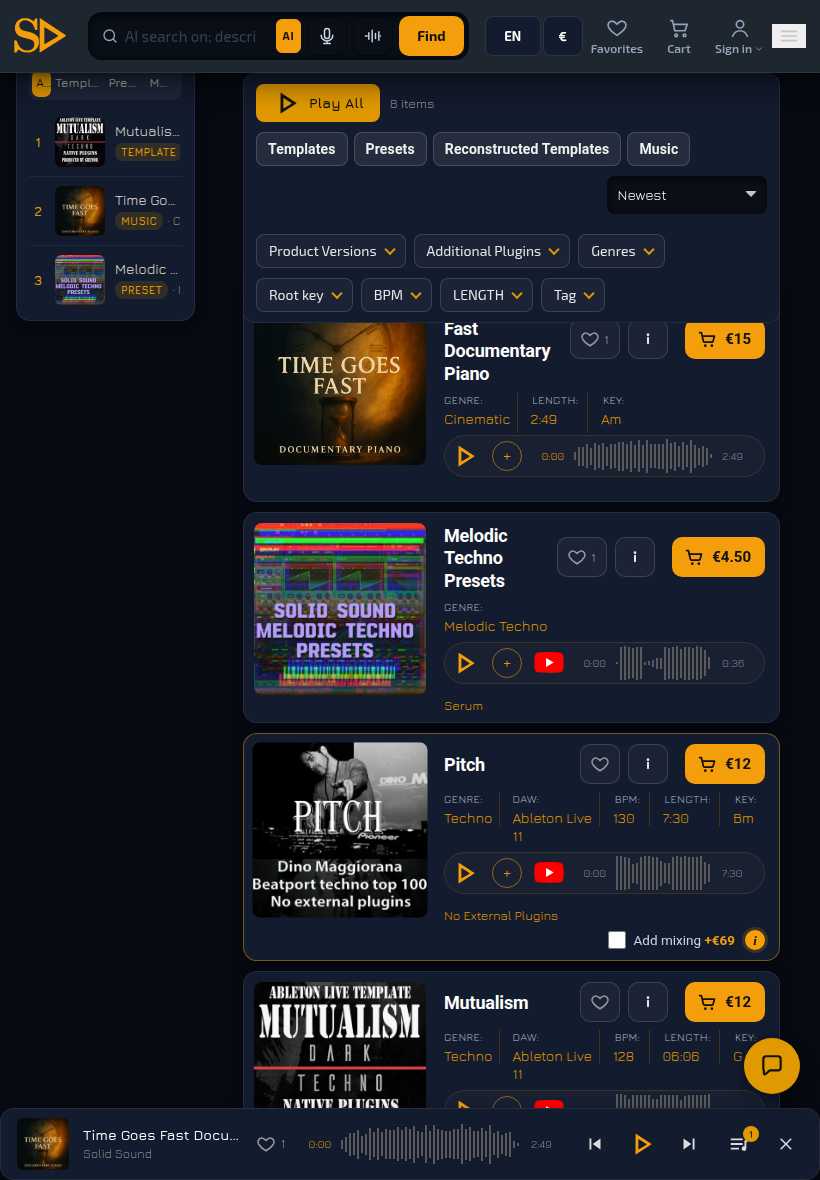 SD
AI search on: descri
AI
Find
EN
€
Favorites
Cart
Sign in
A...
Templ...
Pre...
M...
1
Mutualis...
TEMPLATE
2
Time Go...
MUSIC
· C
3
Melodic ...
PRESET
ABLETON LIVE TEMPLATE
MUTUALISM
DARK
TECHNO
NATIVE PLUGINS
PRODUCED BY GREYTOR
TIME GOES
FAST
SOLID SOUND
MELODIC TECHNO
PRESETS
Play All
8 items
Templates
Presets
Reconstructed Templates
Music
Newest
Product Versions
Additional Plugins
Genres
Root key
BPM
LENGTH
Tag
TIME GOES
FAST
DOCUMENTARY PIANO
Fast
Documentary
Piano
1
i
€15
GENRE:
LENGTH:
KEY:
Cinematic
2:49
Am
+
0:00
2:49
SOLID SOUND
MELODIC TECHNO
PRESETS
Melodic
Techno
Presets
1
i
€4.50
GENRE:
Melodic Techno
+
0:00
0:36
Serum
DINO M
PITCH
Pioneer
Dino Maggiorana
Beatport techno top 100
No external plugins
Pitch
i
€12
GENRE:
DAW:
BPM:
LENGTH:
KEY:
Techno
Ableton Live
11
130
7:30
Bm
+
0:00
7:30
No External Plugins
Add mixing +€69
i
ABLETON LIVE TEMPLATE
MUTUALISM
DARK
TECHNO
NATIVE PLUGINS
Mutualism
i
€12
GENRE:
DAW:
BPM:
LENGTH:
KEY:
Techno
Ableton Live
11
128
06:06
G
TIME GOES
FAST
Time Goes Fast Docu...
Solid Sound
1
0:00
2:49
1